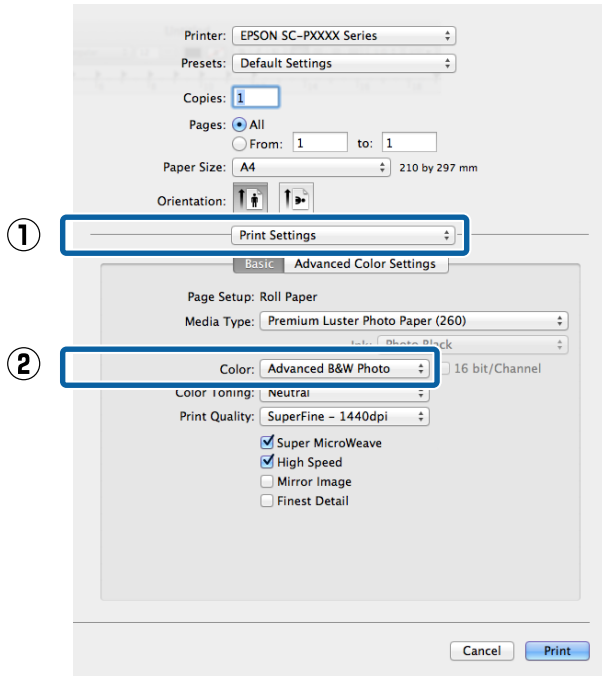 Printer: EPSON SC-PXXXX Series
Presets: Default Settings
Copies: 1
Pages: All
From: 1 to: 1
Paper Size: A4 210 by 297 mm
Orientation:
① Print Settings
Basic Advanced Color Settings
Page Setup: Roll Paper
Media Type: Premium Luster Photo Paper (260)
Ink: Photo Black
② Color: Advanced B&W Photo 16 bit/Channel
Color Toning: Neutral
Print Quality: SuperFine – 1440dpi
Super MicroWeave
High Speed
Mirror Image
Finest Detail
Cancel Print